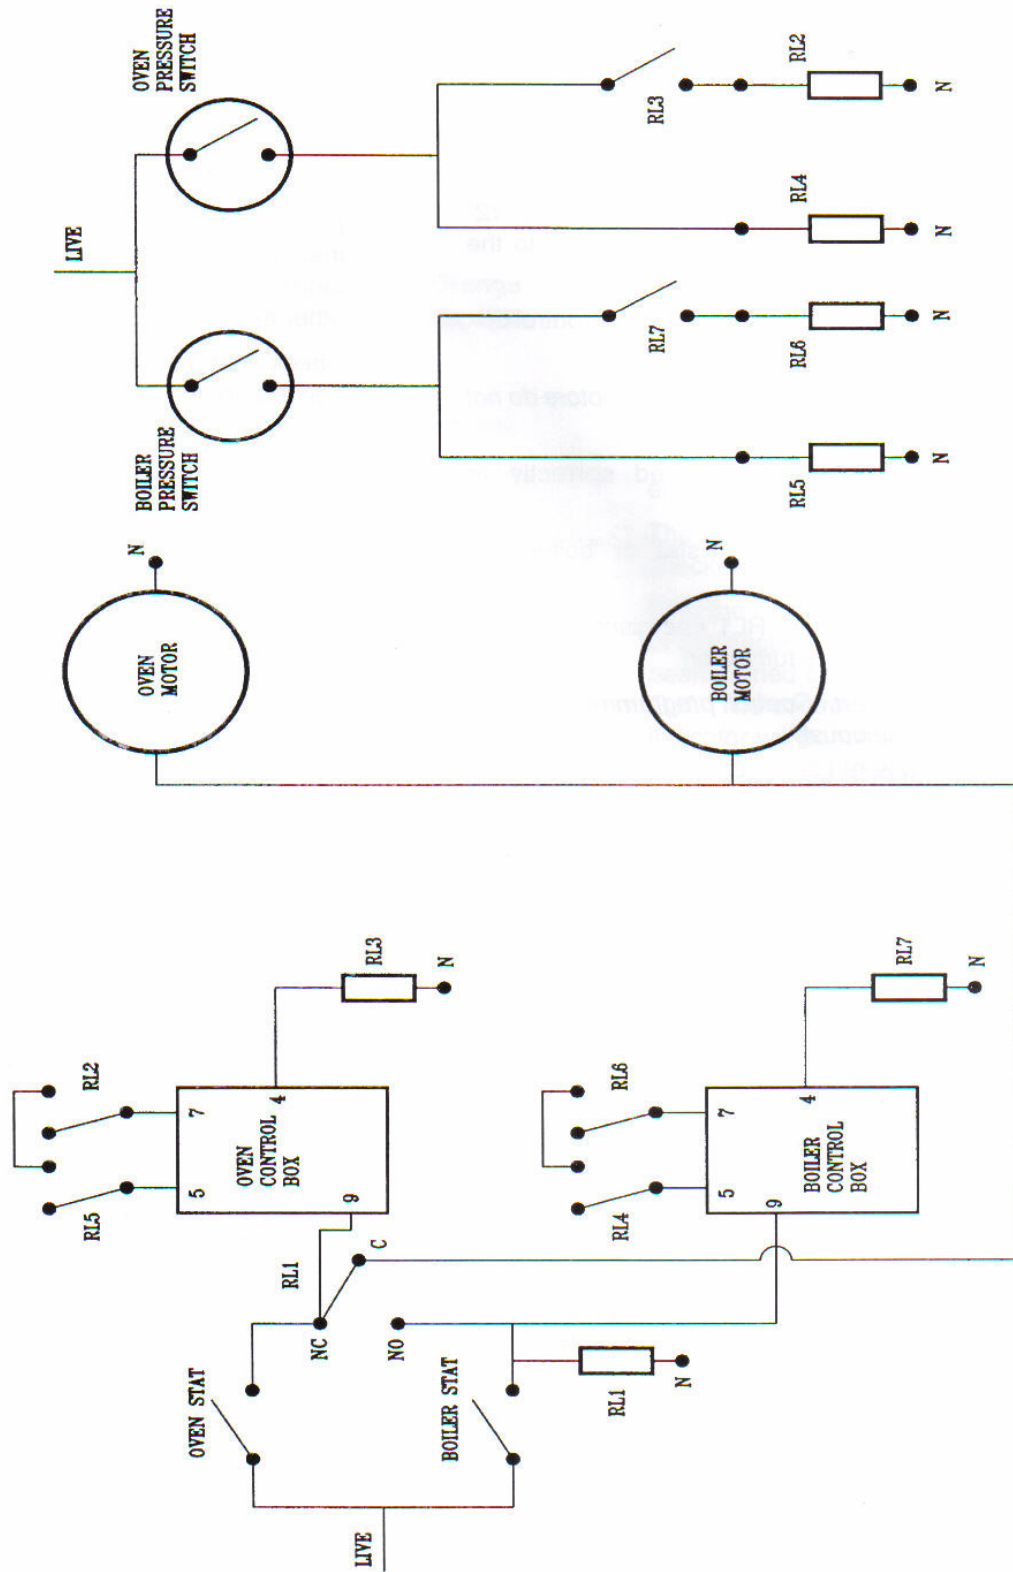 LIVE
OVEN STAT
BOILER STAT
NC
NO
RL1
C
RL1
N
RL5
RL2
5
7
OVEN
CONTROL
BOX
9
4
RL3
N
RL4
RL6
5
7
BOILER
CONTROL
BOX
9
4
RL7
N
OVEN
MOTOR
N
BOILER
MOTOR
N
LIVE
BOILER
PRESSURE
SWITCH
OVEN
PRESSURE
SWITCH
RL7
RL3
RL5
N
RL6
N
RL4
N
RL2
N